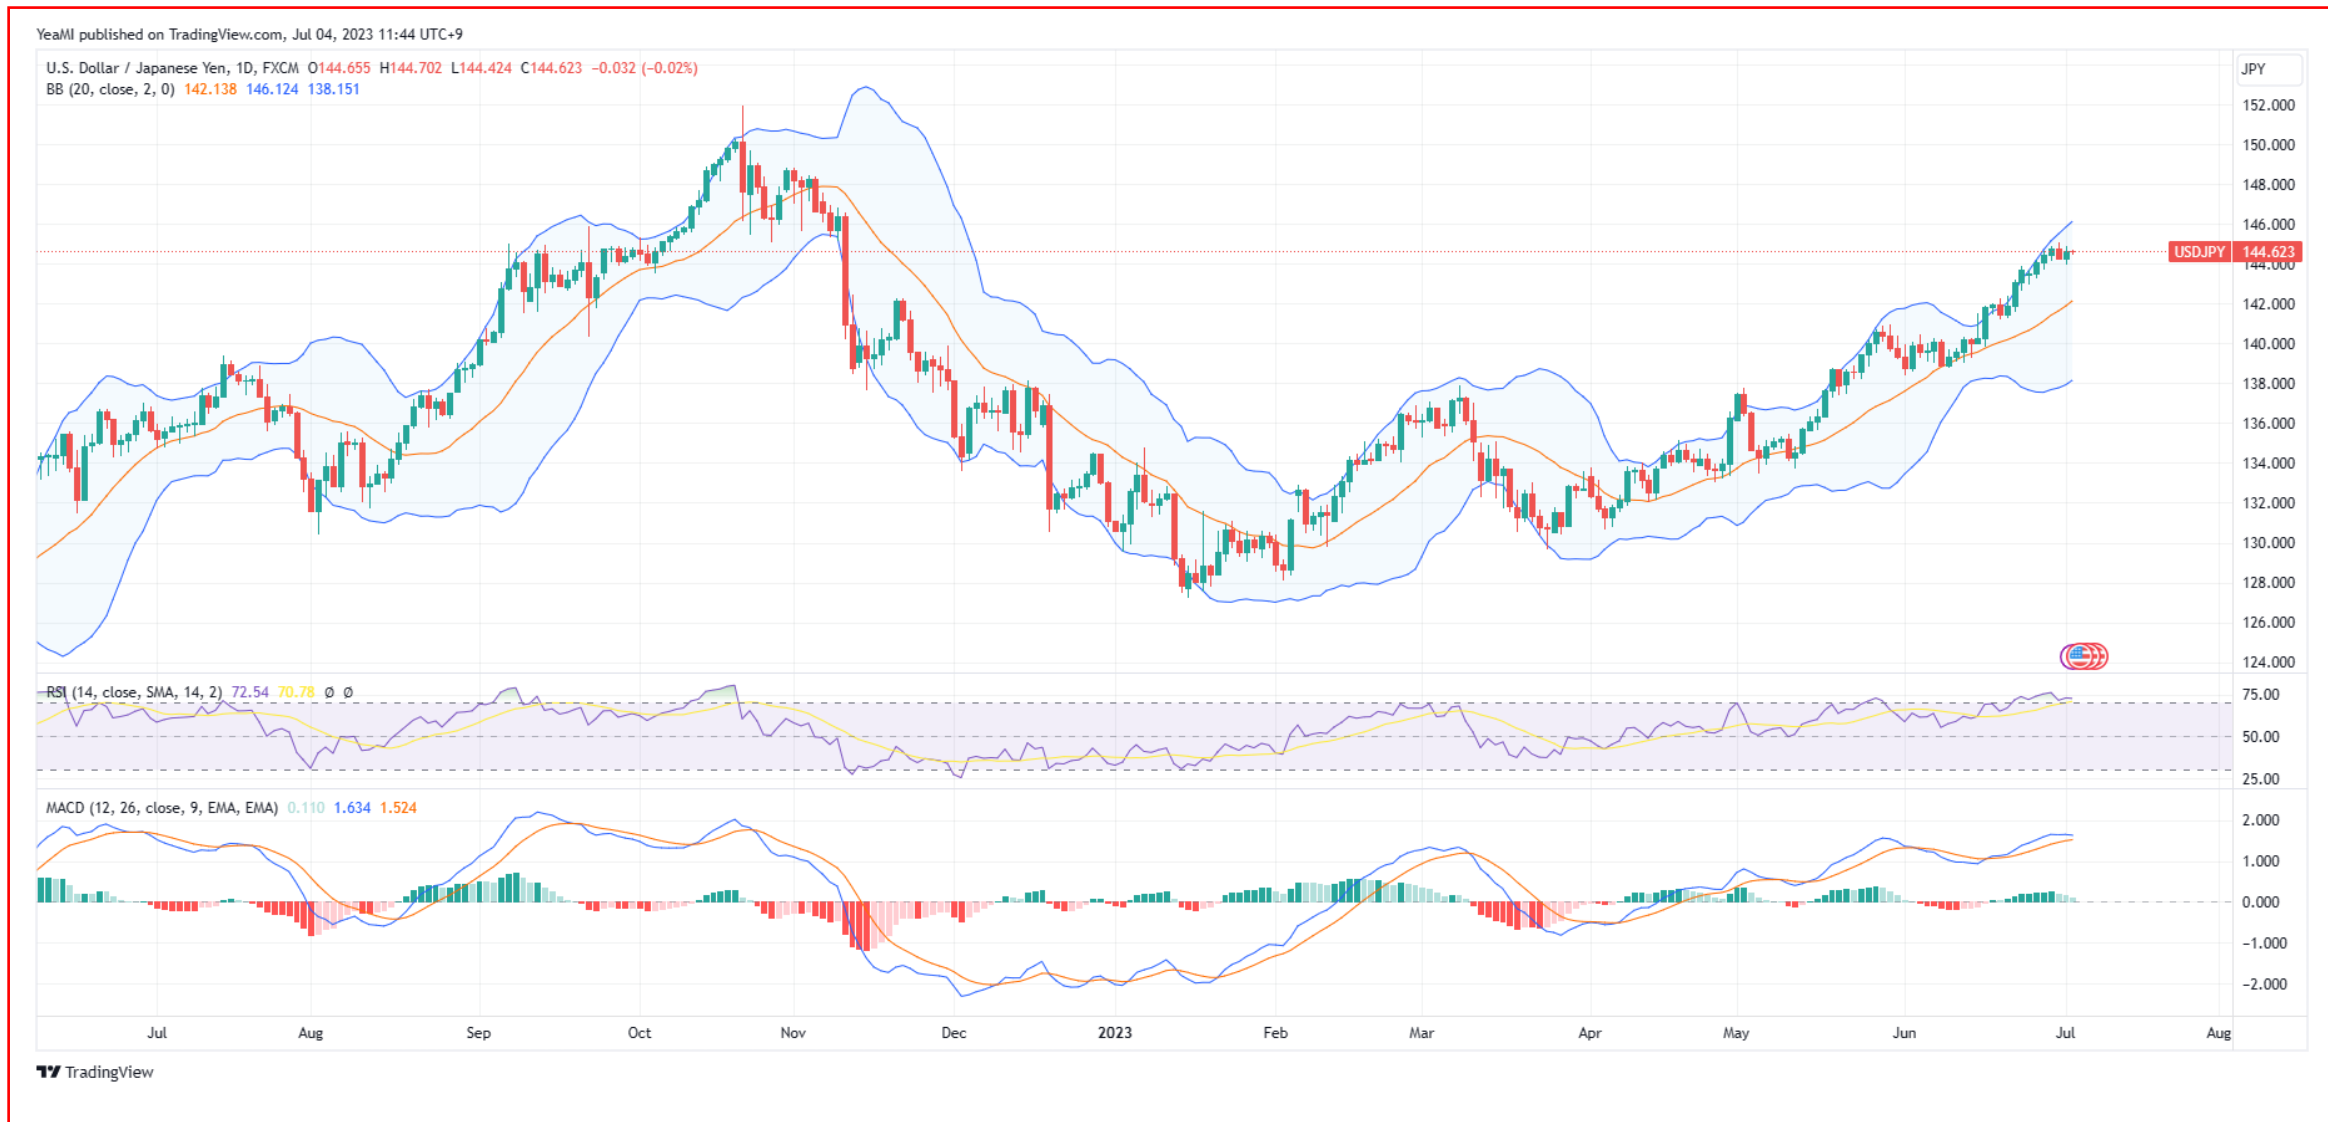 YeaMI published on TradingView.com, Jul 04, 2023 11:44 UTC+9
U.S. Dollar / Japanese Yen, 1D, FXCM O144.655 H144.702 L144.424 C144.623 −0.032 (−0.02%)
BB (20, close, 2, 0) 142.138 146.124 138.151
JPY
152.000
150.000
148.000
146.000
USDJPY 144.623
144.000
142.000
140.000
138.000
136.000
134.000
132.000
130.000
128.000
126.000
124.000
RSI (14, close, SMA, 14, 2) 72.54 70.78 Ø Ø
75.00
50.00
25.00
MACD (12, 26, close, 9, EMA, EMA) 0.110 1.634 1.524
2.000
1.000
0.000
−1.000
−2.000
Jul Aug Sep Oct Nov Dec 2023 Feb Mar Apr May Jun Jul Aug
TradingView